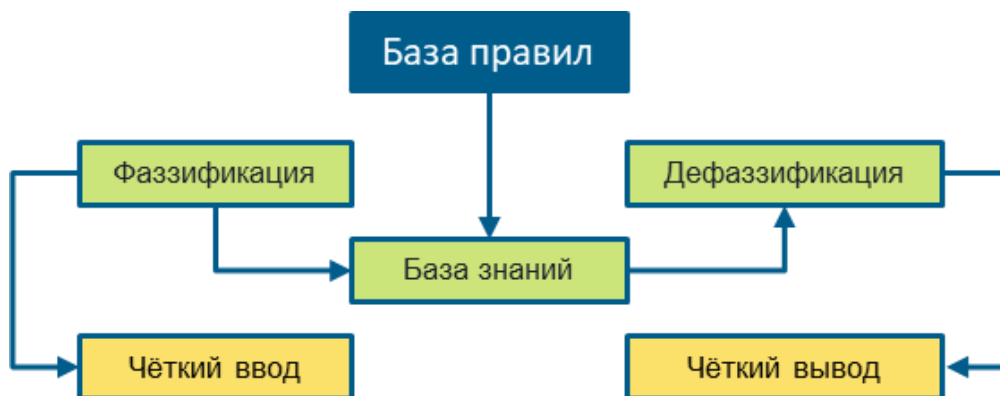 База правил
Фаззификация
Дефаззификация
База знаний
Чёткий ввод
Чёткий вывод